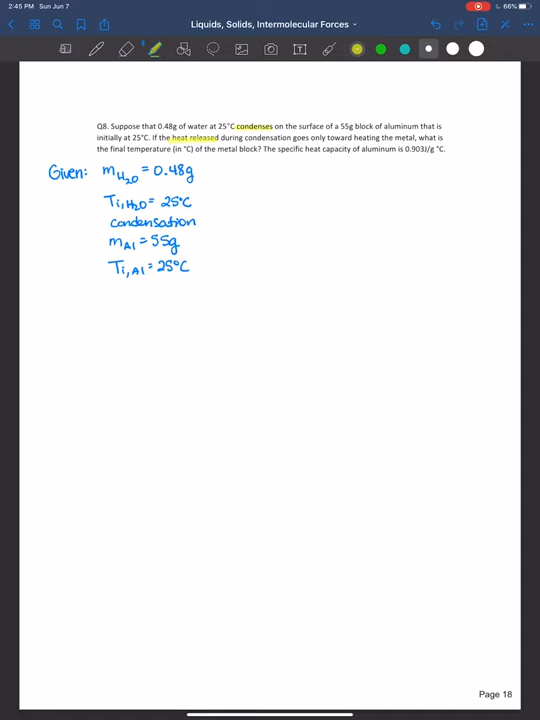 2:45 PM Sun Jun 7
66%
Liquids, Solids, Intermolecular Forces
Q8. Suppose that 0.48g of water at 25°C condenses on the surface of a 55g block of aluminum that is
initially at 25°C. If the heat released during condensation goes only toward heating the metal, what is
the final temperature (in °C) of the metal block? The specific heat capacity of aluminum is 0.903J/g °C.
Given: mH₂O = 0.48g
Ti,H₂O = 25°C
condensation
mAl = 55g
Ti,Al = 25°C
Page 18